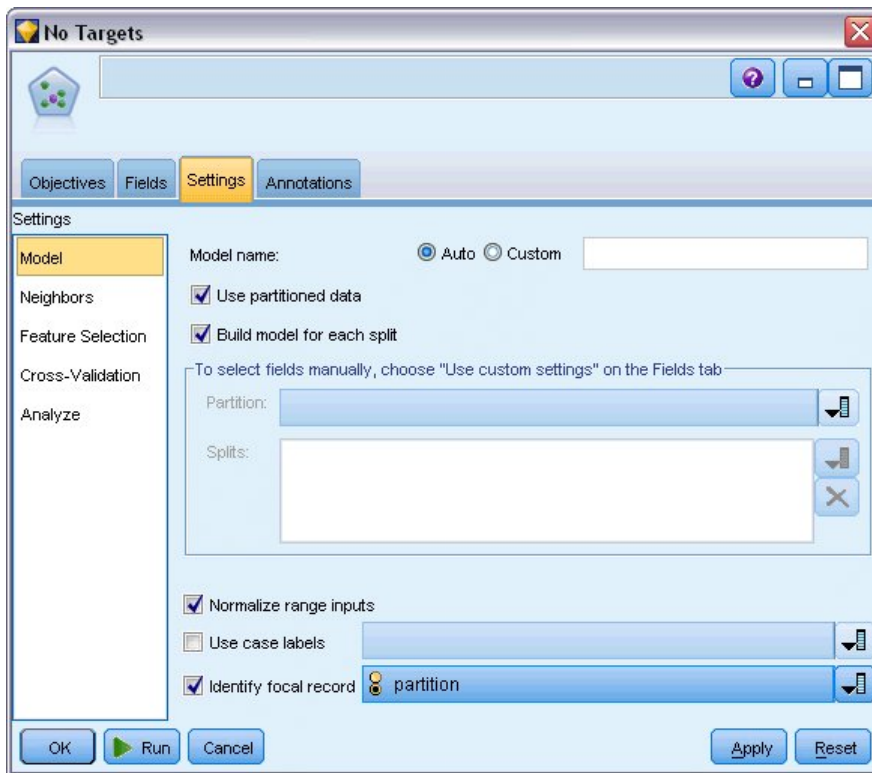 No Targets
Objectives Fields Settings Annotations
Settings
Model
Neighbors
Feature Selection
Cross-Validation
Analyze
Model name: Auto Custom
Use partitioned data
Build model for each split
To select fields manually, choose "Use custom settings" on the Fields tab
Partition:
Splits:
Normalize range inputs
Use case labels
Identify focal record partition
OK Run Cancel Apply Reset